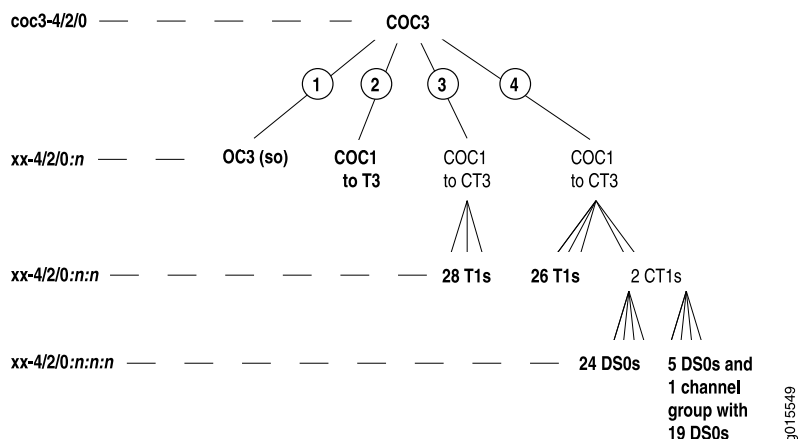 coc3-4/2/0
COC3
1
2
3
4
xx-4/2/0:n
OC3 (so)
COC1
to T3
COC1
to CT3
COC1
to CT3
xx-4/2/0:n:n
28 T1s
26 T1s
2 CT1s
xx-4/2/0:n:n:n
24 DS0s
5 DS0s and
1 channel
group with
19 DS0s
g015549